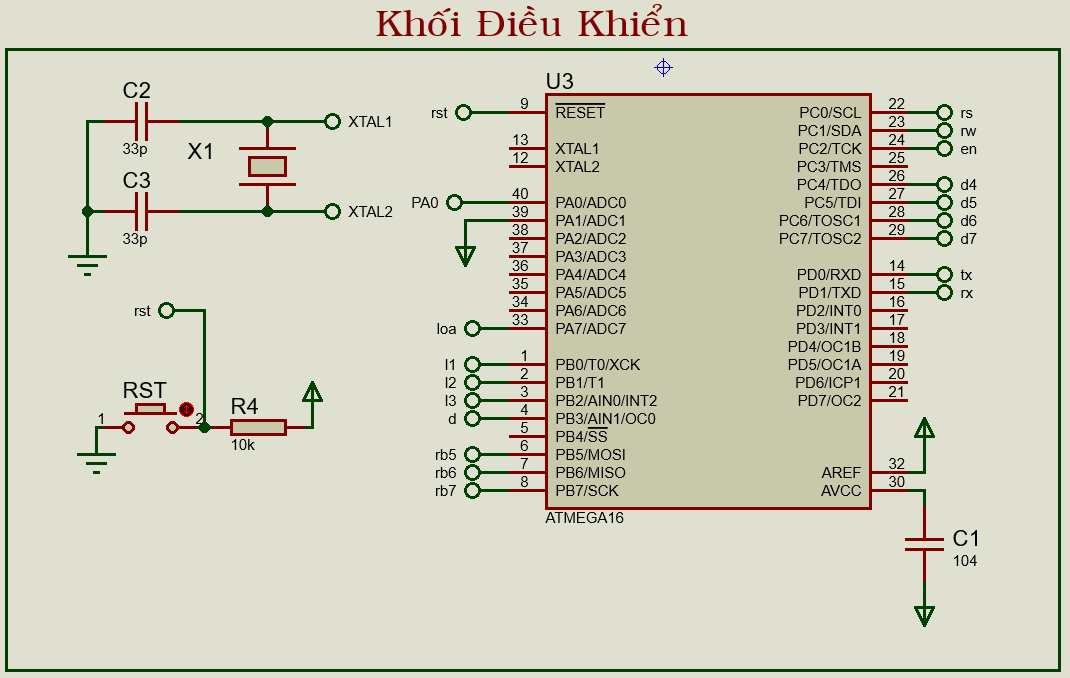 Khối Điều Khiển
C2
33p
XTAL1
X1
C3
33p
XTAL2
rst
RST
1
2
R4
10k
U3
rst 9 RESET
13 XTAL1
12 XTAL2
PA0 40 PA0/ADC0
39 PA1/ADC1
38 PA2/ADC2
37 PA3/ADC3
36 PA4/ADC4
35 PA5/ADC5
34 PA6/ADC6
loa 33 PA7/ADC7
l1 1 PB0/T0/XCK
l2 2 PB1/T1
l3 3 PB2/AIN0/INT2
d 4 PB3/AIN1/OC0
5 PB4/SS
rb5 6 PB5/MOSI
rb6 7 PB6/MISO
rb7 8 PB7/SCK
PC0/SCL 22 rs
PC1/SDA 23 rw
PC2/TCK 24 en
PC3/TMS 25
PC4/TDO 26 d4
PC5/TDI 27 d5
PC6/TOSC1 28 d6
PC7/TOSC2 29 d7
PD0/RXD 14 tx
PD1/TXD 15 rx
PD2/INT0 16
PD3/INT1 17
PD4/OC1B 18
PD5/OC1A 19
PD6/ICP1 20
PD7/OC2 21
AREF 32
AVCC 30
ATMEGA16
C1
104